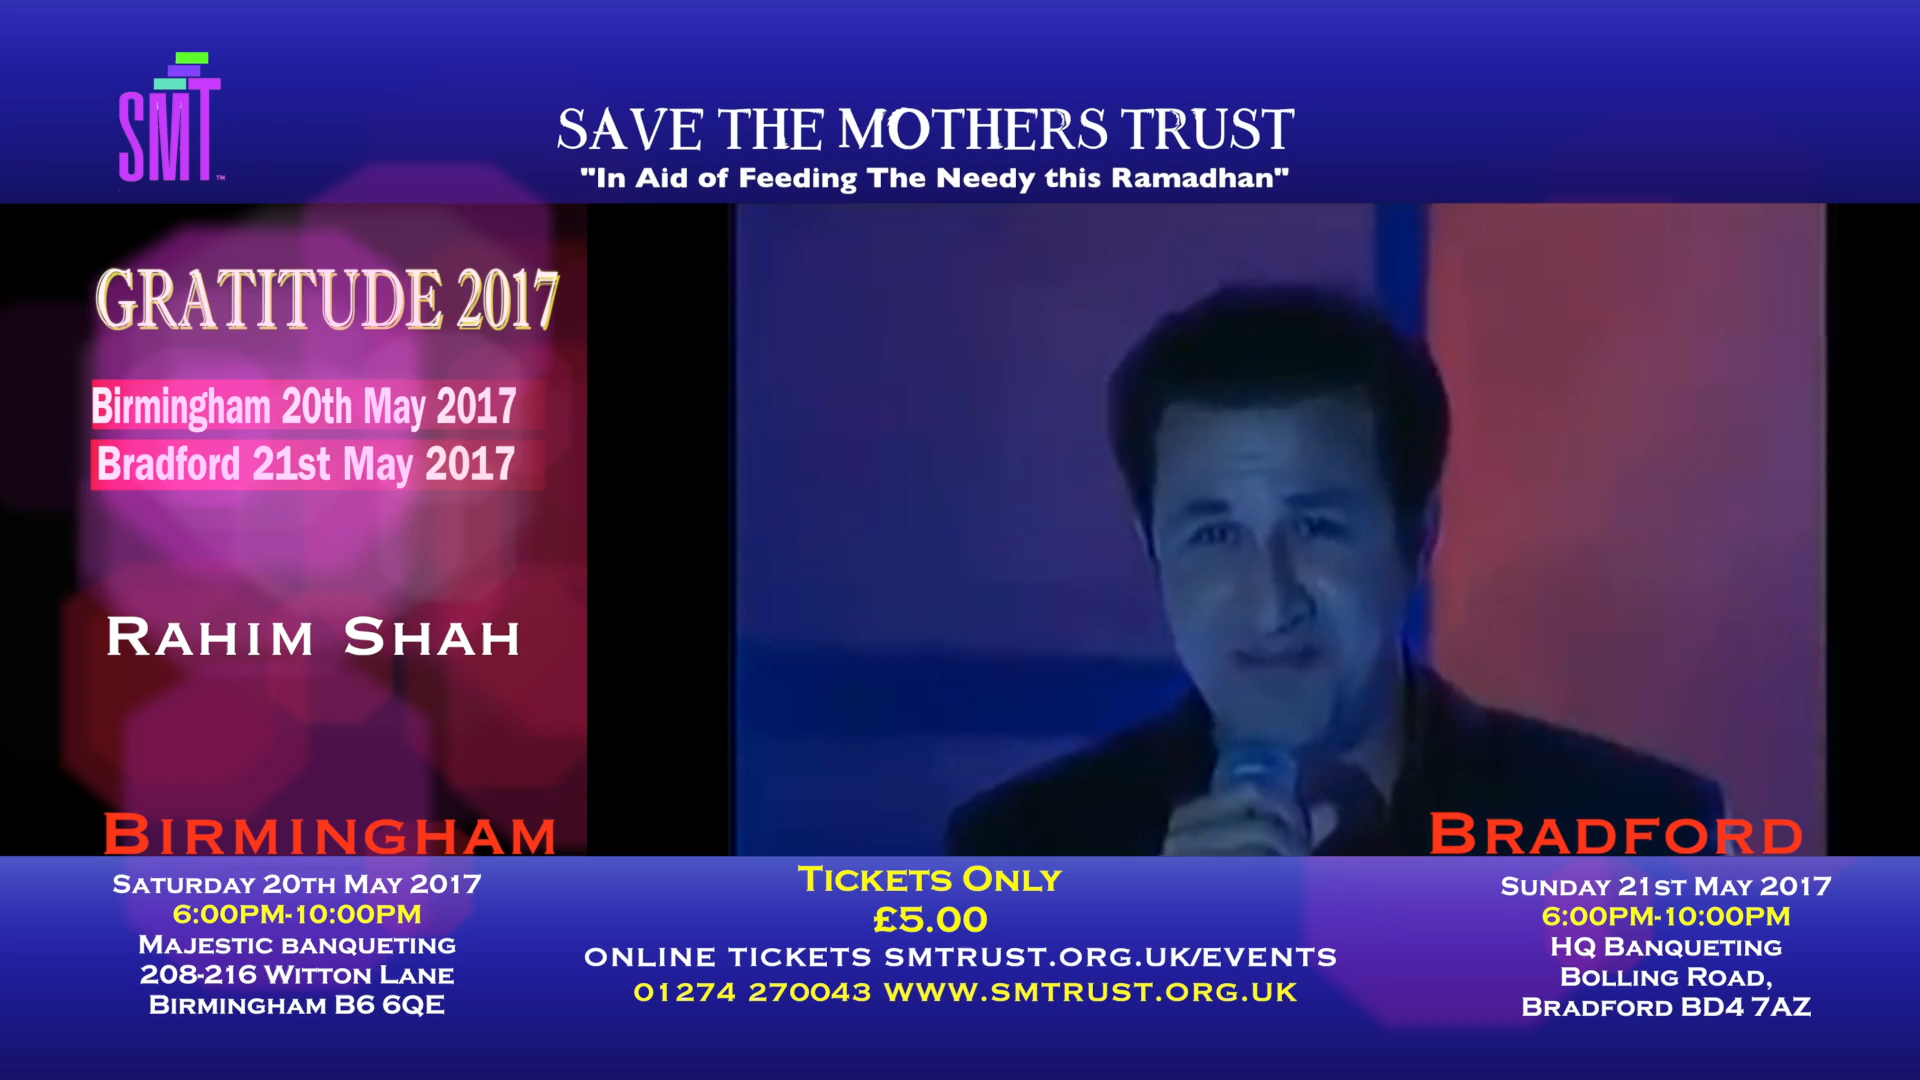 SMT
TM
SAVE THE MOTHERS TRUST
"In Aid of Feeding The Needy this Ramadhan"
GRATITUDE 2017
Birmingham 20th May 2017
Bradford 21st May 2017
RAHIM SHAH
BIRMINGHAM
SATURDAY 20TH MAY 2017
6:00PM-10:00PM
MAJESTIC BANQUETING
208-216 WITTON LANE
BIRMINGHAM B6 6QE
TICKETS ONLY
£5.00
ONLINE TICKETS SMTRUST.ORG.UK/EVENTS
01274 270043 WWW.SMTRUST.ORG.UK
BRADFORD
SUNDAY 21ST MAY 2017
6:00PM-10:00PM
HQ BANQUETING
BOLLING ROAD,
BRADFORD BD4 7AZ